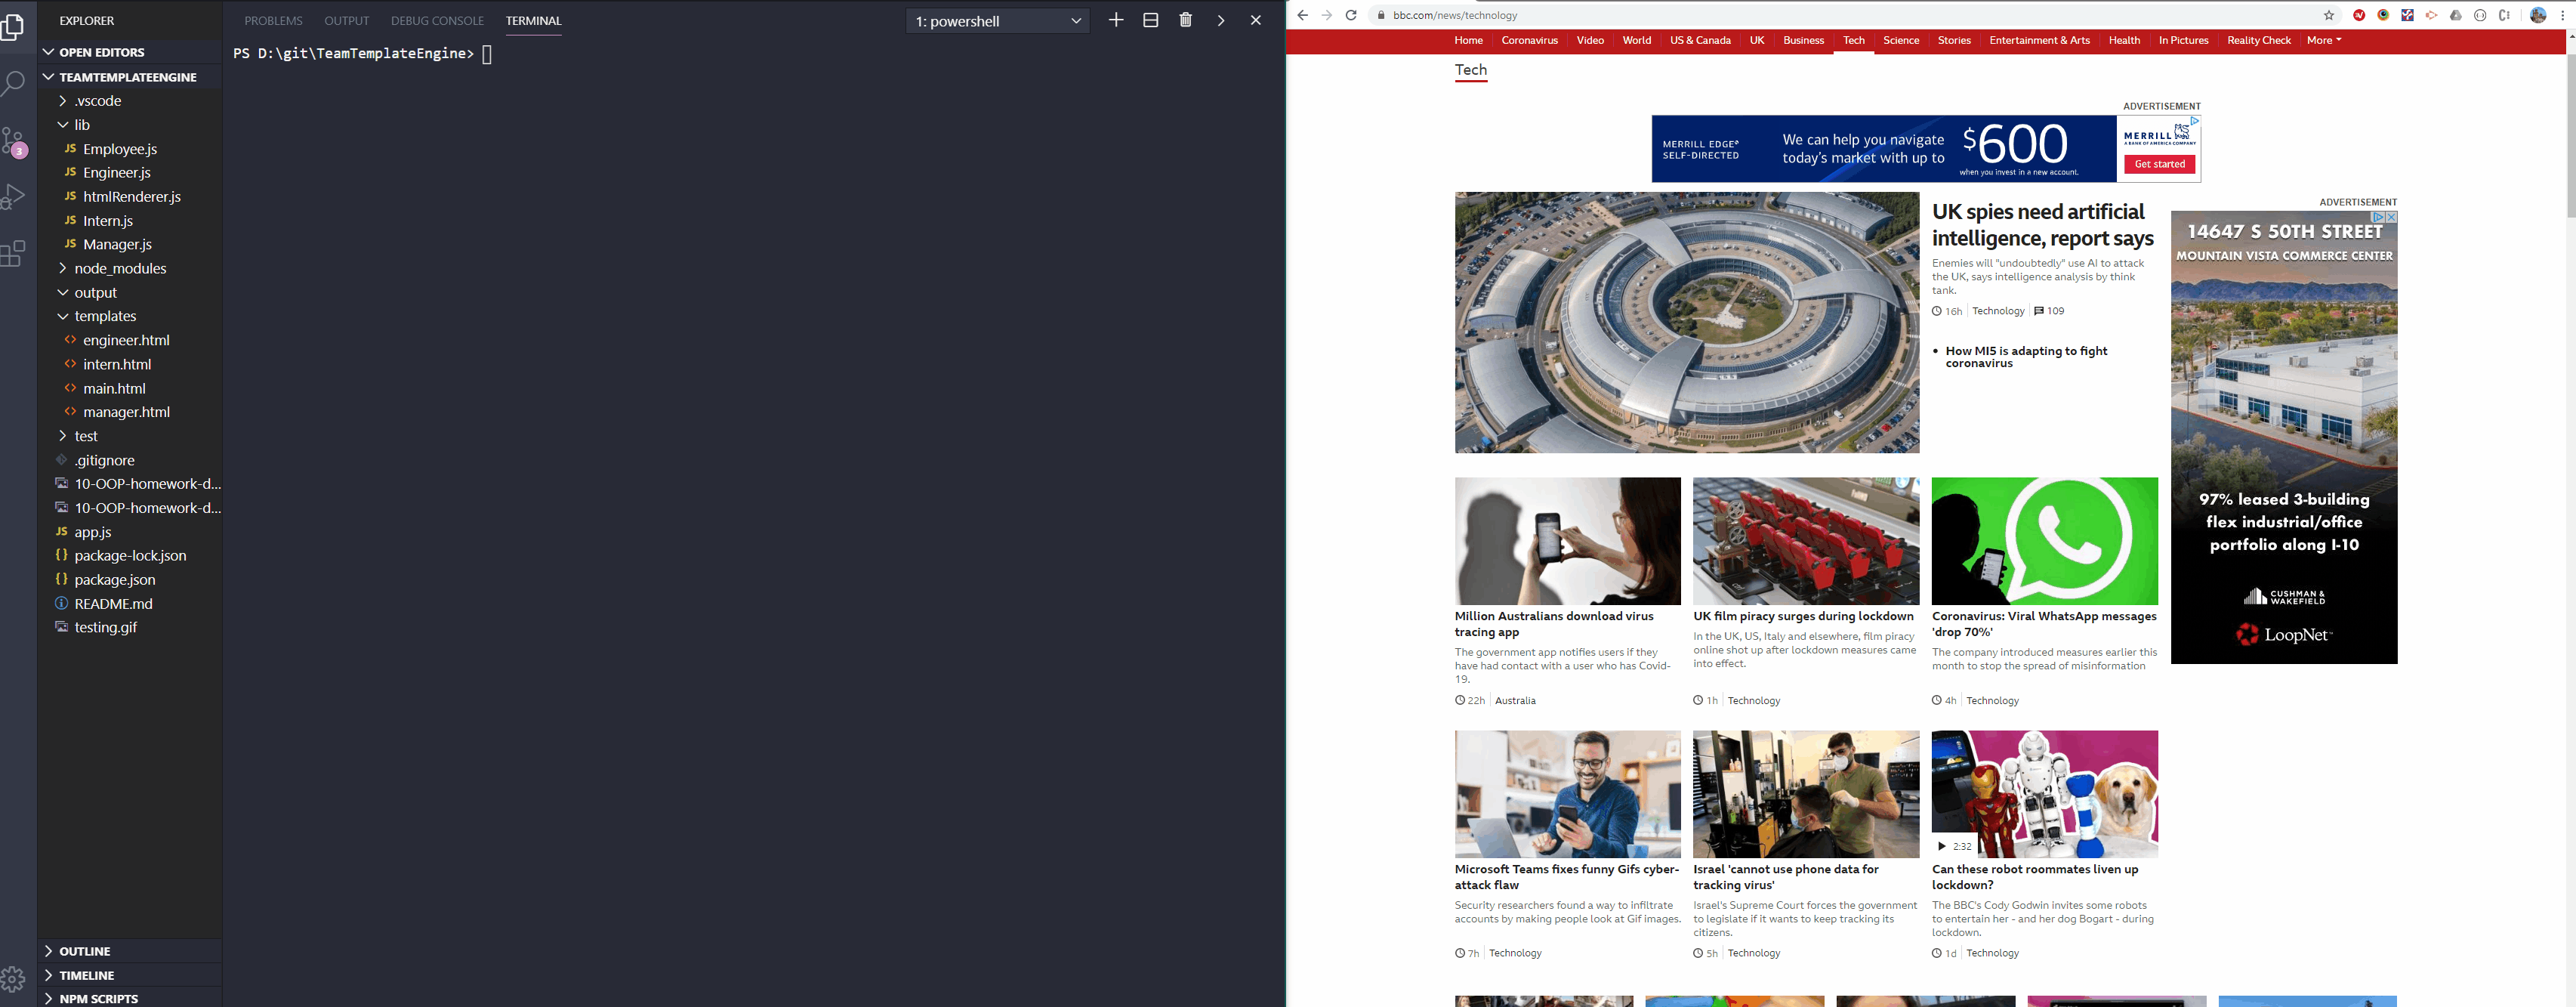 EXPLORER
OPEN EDITORS
TEAMTEMPLATEENGINE
.vscode
lib
JS Employee.js
JS Engineer.js
JS htmlRenderer.js
JS Intern.js
JS Manager.js
node_modules
output
templates
<> engineer.html
<> intern.html
<> main.html
<> manager.html
test
.gitignore
10-OOP-homework-d...
10-OOP-homework-d...
JS app.js
{} package-lock.json
{} package.json
README.md
testing.gif
OUTLINE
TIMELINE
NPM SCRIPTS
3
PROBLEMS OUTPUT DEBUG CONSOLE TERMINAL 1: powershell
PS D:\git\TeamTemplateEngine>
bbc.com/news/technology
Home Coronavirus Video World US & Canada UK Business Tech Science Stories Entertainment & Arts Health In Pictures Reality Check More
Tech
ADVERTISEMENT
MERRILL EDGE®
SELF-DIRECTED
We can help you navigate
today's market with up to
$600
when you invest in a new account.
MERRILL
A BANK OF AMERICA COMPANY
Get started
UK spies need artificial
intelligence, report says
Enemies will "undoubtedly" use AI to attack
the UK, says intelligence analysis by think
tank.
16h Technology 109
How MI5 is adapting to fight
coronavirus
ADVERTISEMENT
14647 S 50TH STREET
MOUNTAIN VISTA COMMERCE CENTER
97% leased 3-building
flex industrial/office
portfolio along I-10
CUSHMAN &
WAKEFIELD
LoopNet™
Million Australians download virus
tracing app
The government app notifies users if they
have had contact with a user who has Covid-
19.
22h Australia
UK film piracy surges during lockdown
In the UK, US, Italy and elsewhere, film piracy
online shot up after lockdown measures came
into effect.
1h Technology
Coronavirus: Viral WhatsApp messages
'drop 70%'
The company introduced measures earlier this
month to stop the spread of misinformation
4h Technology
Microsoft Teams fixes funny Gifs cyber-
attack flaw
Security researchers found a way to infiltrate
accounts by making people look at Gif images.
7h Technology
Israel 'cannot use phone data for
tracking virus'
Israel's Supreme Court forces the government
to legislate if it wants to keep tracking its
citizens.
5h Technology
2:32
Can these robot roommates liven up
lockdown?
The BBC's Cody Godwin invites some robots
to entertain her - and her dog Bogart - during
lockdown.
1d Technology